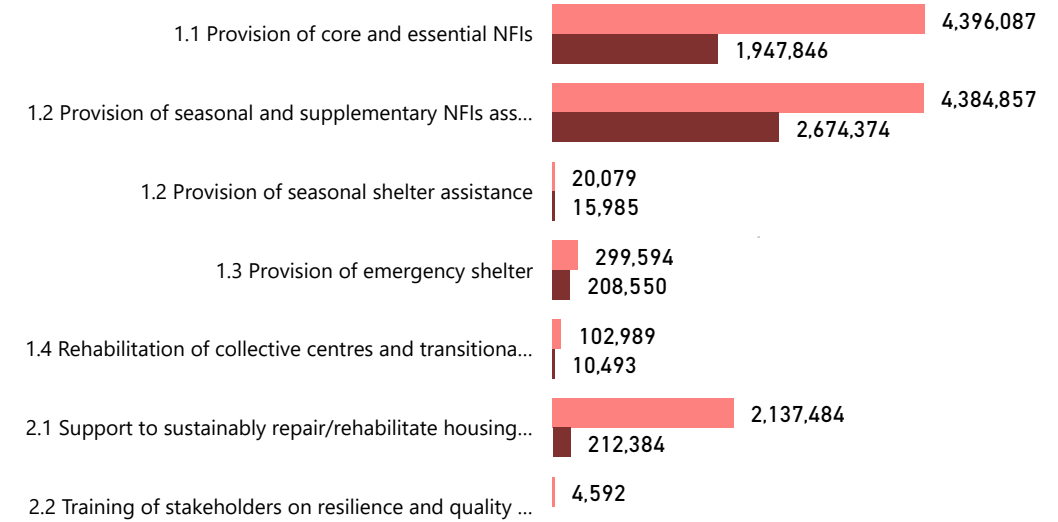 1.1 Provision of core and essential NFIs
4,396,087
1,947,846
1.2 Provision of seasonal and supplementary NFIs ass...
4,384,857
2,674,374
1.2 Provision of seasonal shelter assistance
20,079
15,985
1.3 Provision of emergency shelter
299,594
208,550
1.4 Rehabilitation of collective centres and transitiona...
102,989
10,493
2.1 Support to sustainably repair/rehabilitate housing...
2,137,484
212,384
2.2 Training of stakeholders on resilience and quality ...
4,592